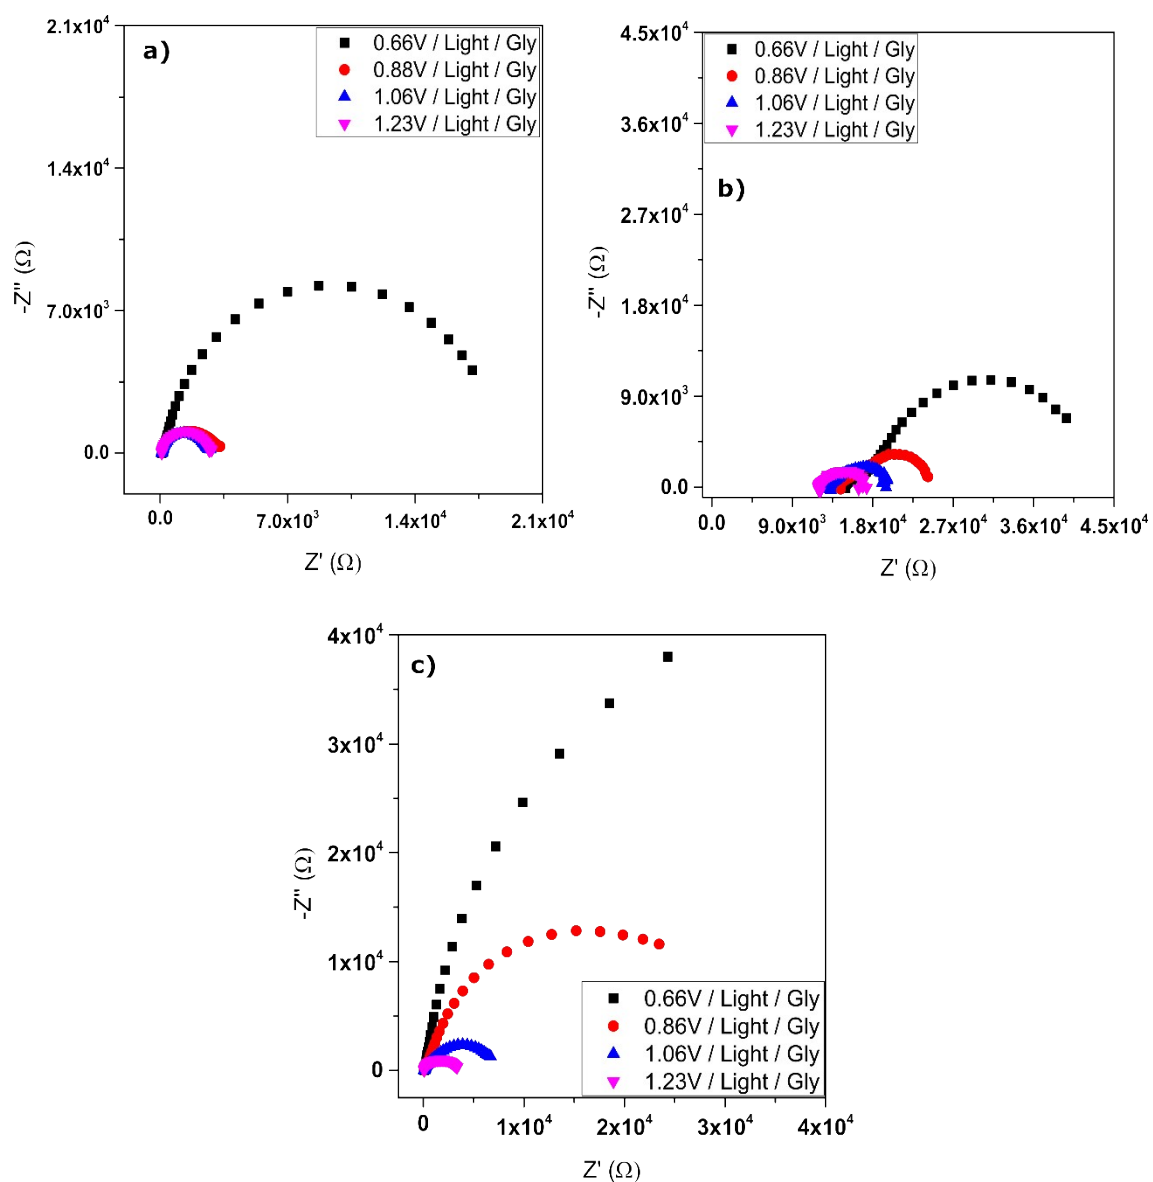 a)
0.66V / Light / Gly
0.88V / Light / Gly
1.06V / Light / Gly
1.23V / Light / Gly
2.1x10⁴
1.4x10⁴
7.0x10³
0.0
-Z'' (Ω)
0.0 7.0x10³ 1.4x10⁴ 2.1x10⁴
Z' (Ω)
0.66V / Light / Gly
0.86V / Light / Gly
1.06V / Light / Gly
1.23V / Light / Gly
b)
4.5x10⁴
3.6x10⁴
2.7x10⁴
1.8x10⁴
9.0x10³
0.0
-Z'' (Ω)
0.0 9.0x10³ 1.8x10⁴ 2.7x10⁴ 3.6x10⁴ 4.5x10⁴
Z' (Ω)
c)
4x10⁴
3x10⁴
2x10⁴
1x10⁴
0
-Z'' (Ω)
0.66V / Light / Gly
0.86V / Light / Gly
1.06V / Light / Gly
1.23V / Light / Gly
0 1x10⁴ 2x10⁴ 3x10⁴ 4x10⁴
Z' (Ω)